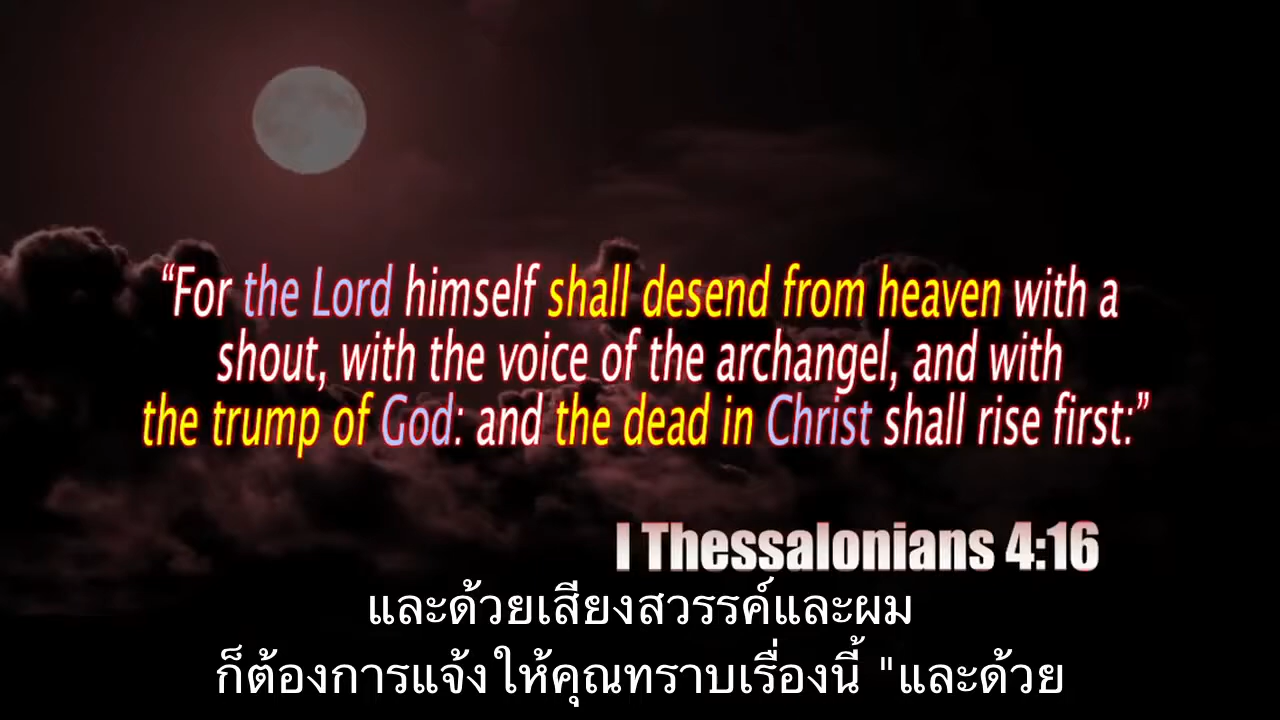 “For the Lord himself shall desend from heaven with a
shout, with the voice of the archangel, and with
the trump of God: and the dead in Christ shall rise first:”
I Thessalonians 4:16
และด้วยเสียงสวรรค์และผม
ก็ต้องการแจ้งให้คุณทราบเรื่องนี้ "และด้วย